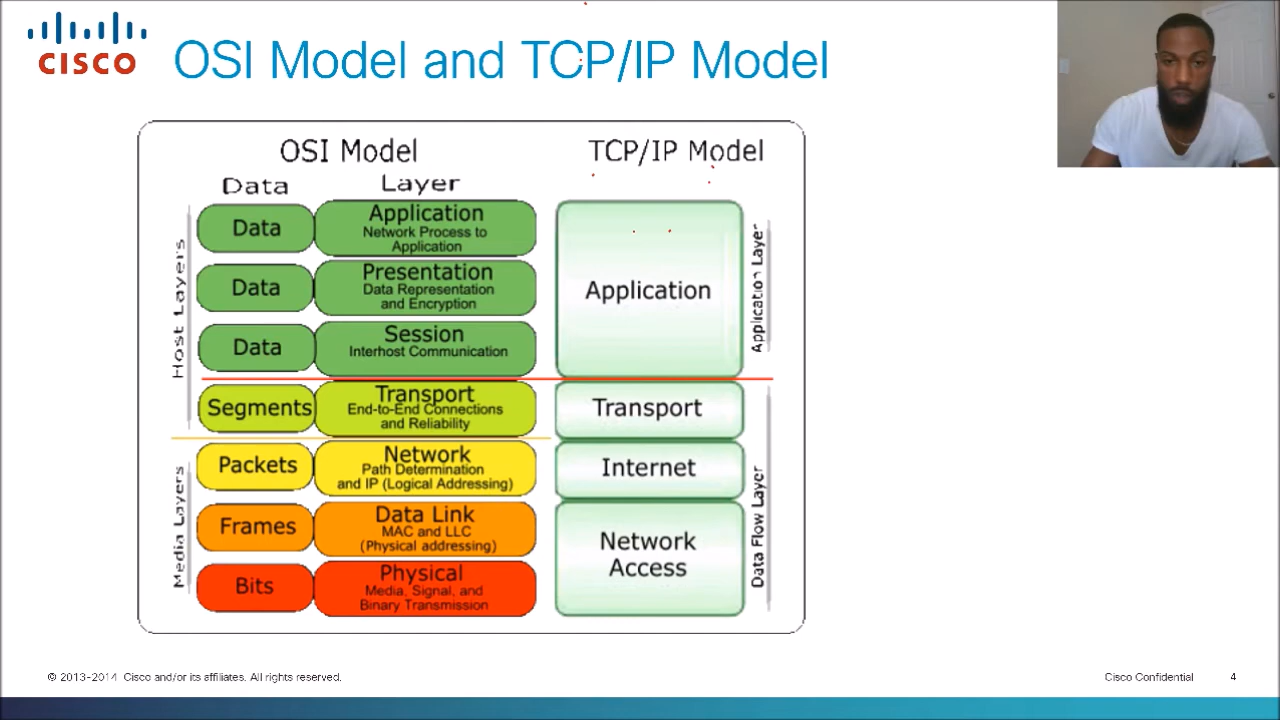 CISCO
OSI Model and TCP/IP Model
OSI Model
TCP/IP Model
Data
Layer
Host Layers
Data
Application
Network Process to
Application
Data
Presentation
Data Representation
and Encryption
Data
Session
Interhost Communication
Segments
Transport
End-to-End Connections
and Reliability
Media Layers
Packets
Network
Path Determination
and IP (Logical Addressing)
Frames
Data Link
MAC and LLC
(Physical addressing)
Bits
Physical
Media, Signal, and
Binary Transmission
Application
Application Layer
Transport
Internet
Network
Access
Data Flow Layer
© 2013-2014 Cisco and/or its affiliates. All rights reserved.
Cisco Confidential
4